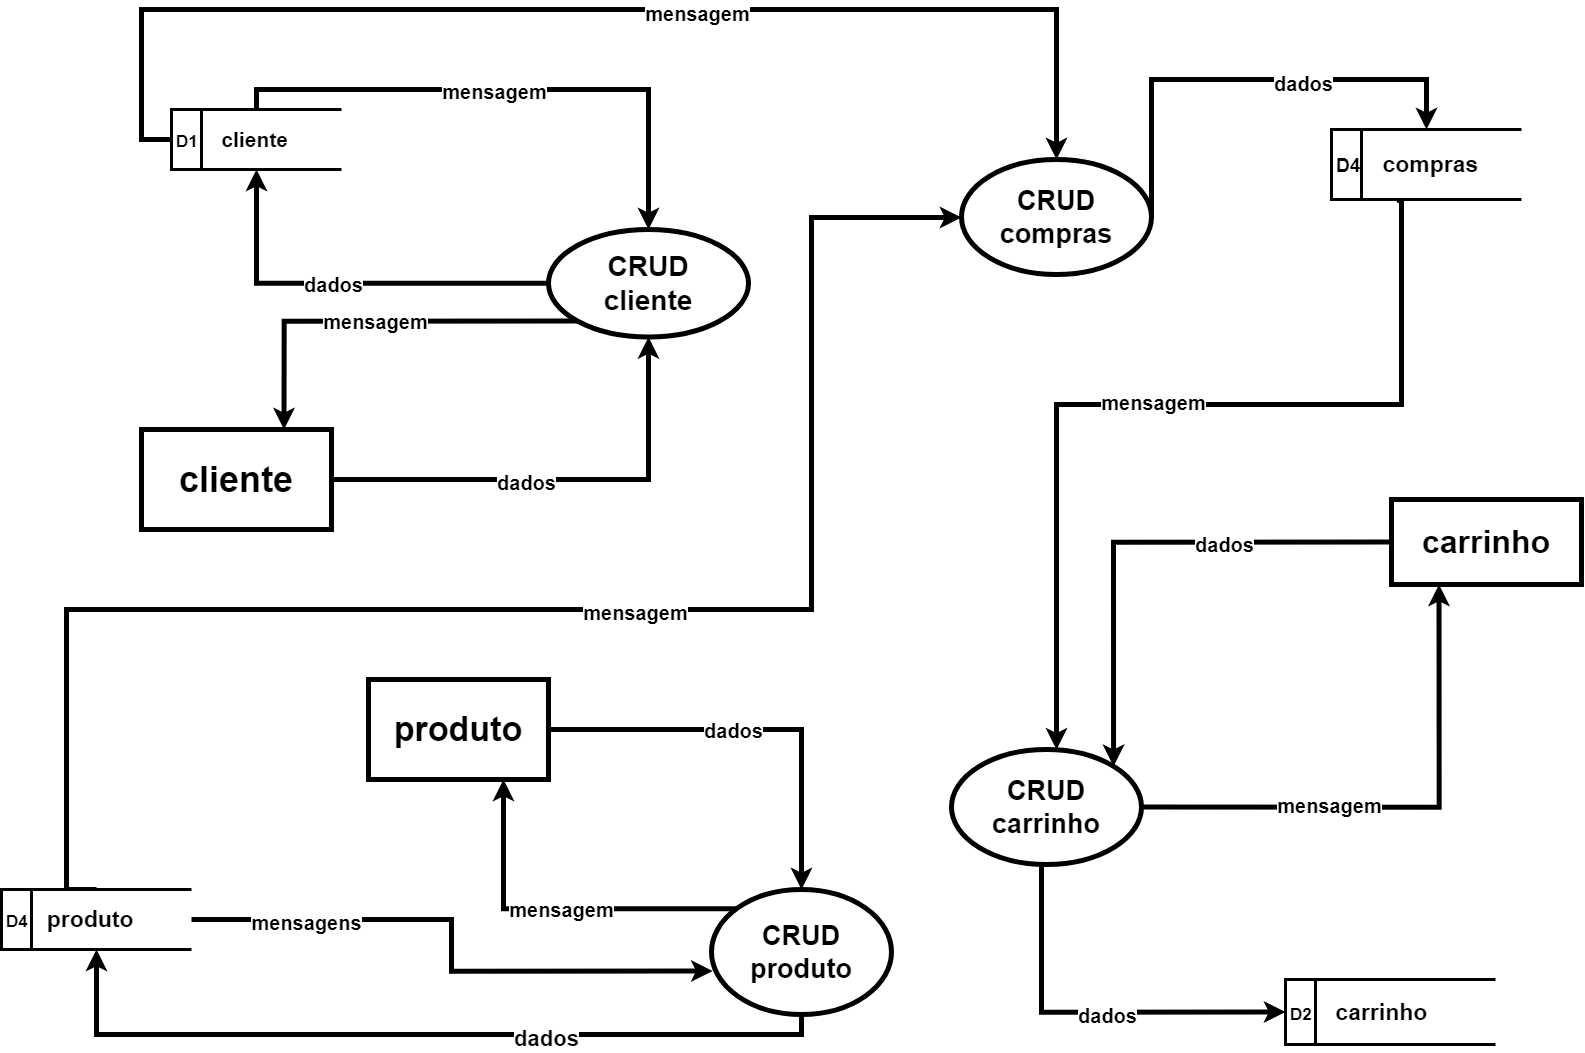 mensagem
mensagem
dados
D1
cliente
D4
compras
CRUD
compras
CRUD
cliente
dados
mensagem
mensagem
cliente
dados
carrinho
dados
mensagem
produto
dados
CRUD
carrinho
mensagem
mensagem
D4
produto
mensagens
CRUD
produto
dados
dados
D2
carrinho